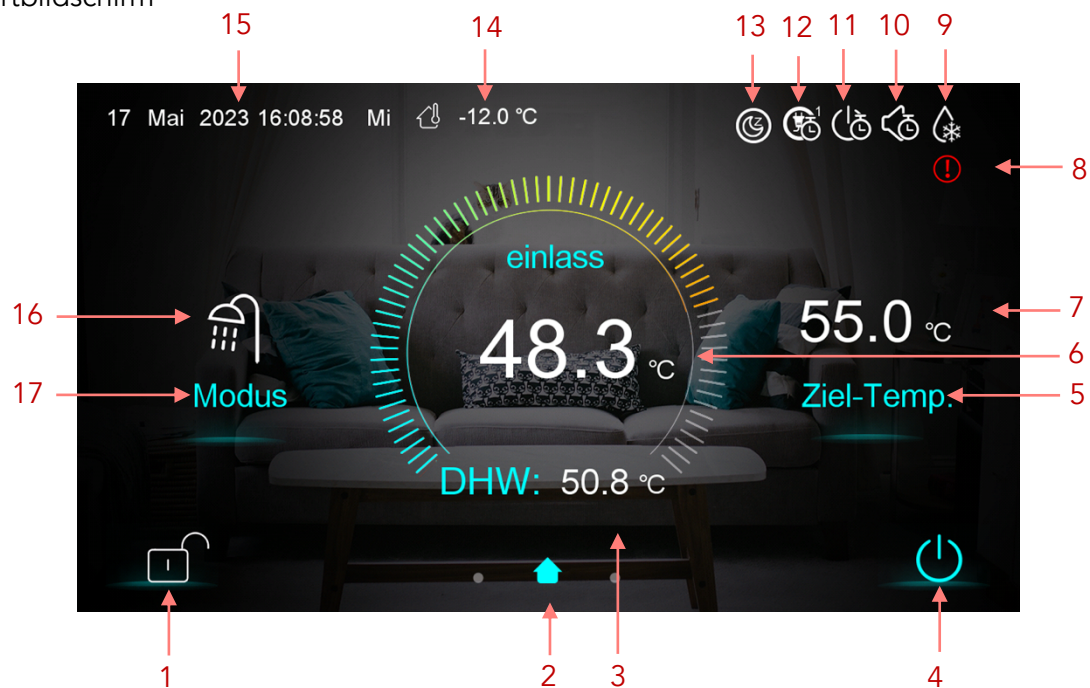 rtbildschirm
15 14 13 12 11 10 9
17 Mai 2023 16:08:58 Mi -12.0 °C
1
8
einlass
16
7
48.3 °C
55.0 °C
6
17
Modus
Ziel-Temp.
5
DHW: 50.8 °C
1 2 3 4